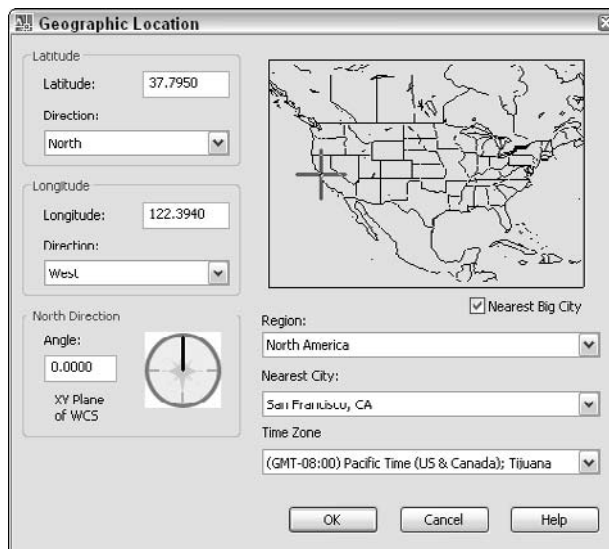 Geographic Location
Latitude
Latitude: 37.7950
Direction:
North
Longitude
Longitude: 122.3940
Direction:
West
North Direction
Angle:
0.0000
XY Plane
of WCS
Nearest Big City
Region:
North America
Nearest City:
San Francisco, CA
Time Zone
(GMT-08:00) Pacific Time (US & Canada); Tijuana
OK Cancel Help